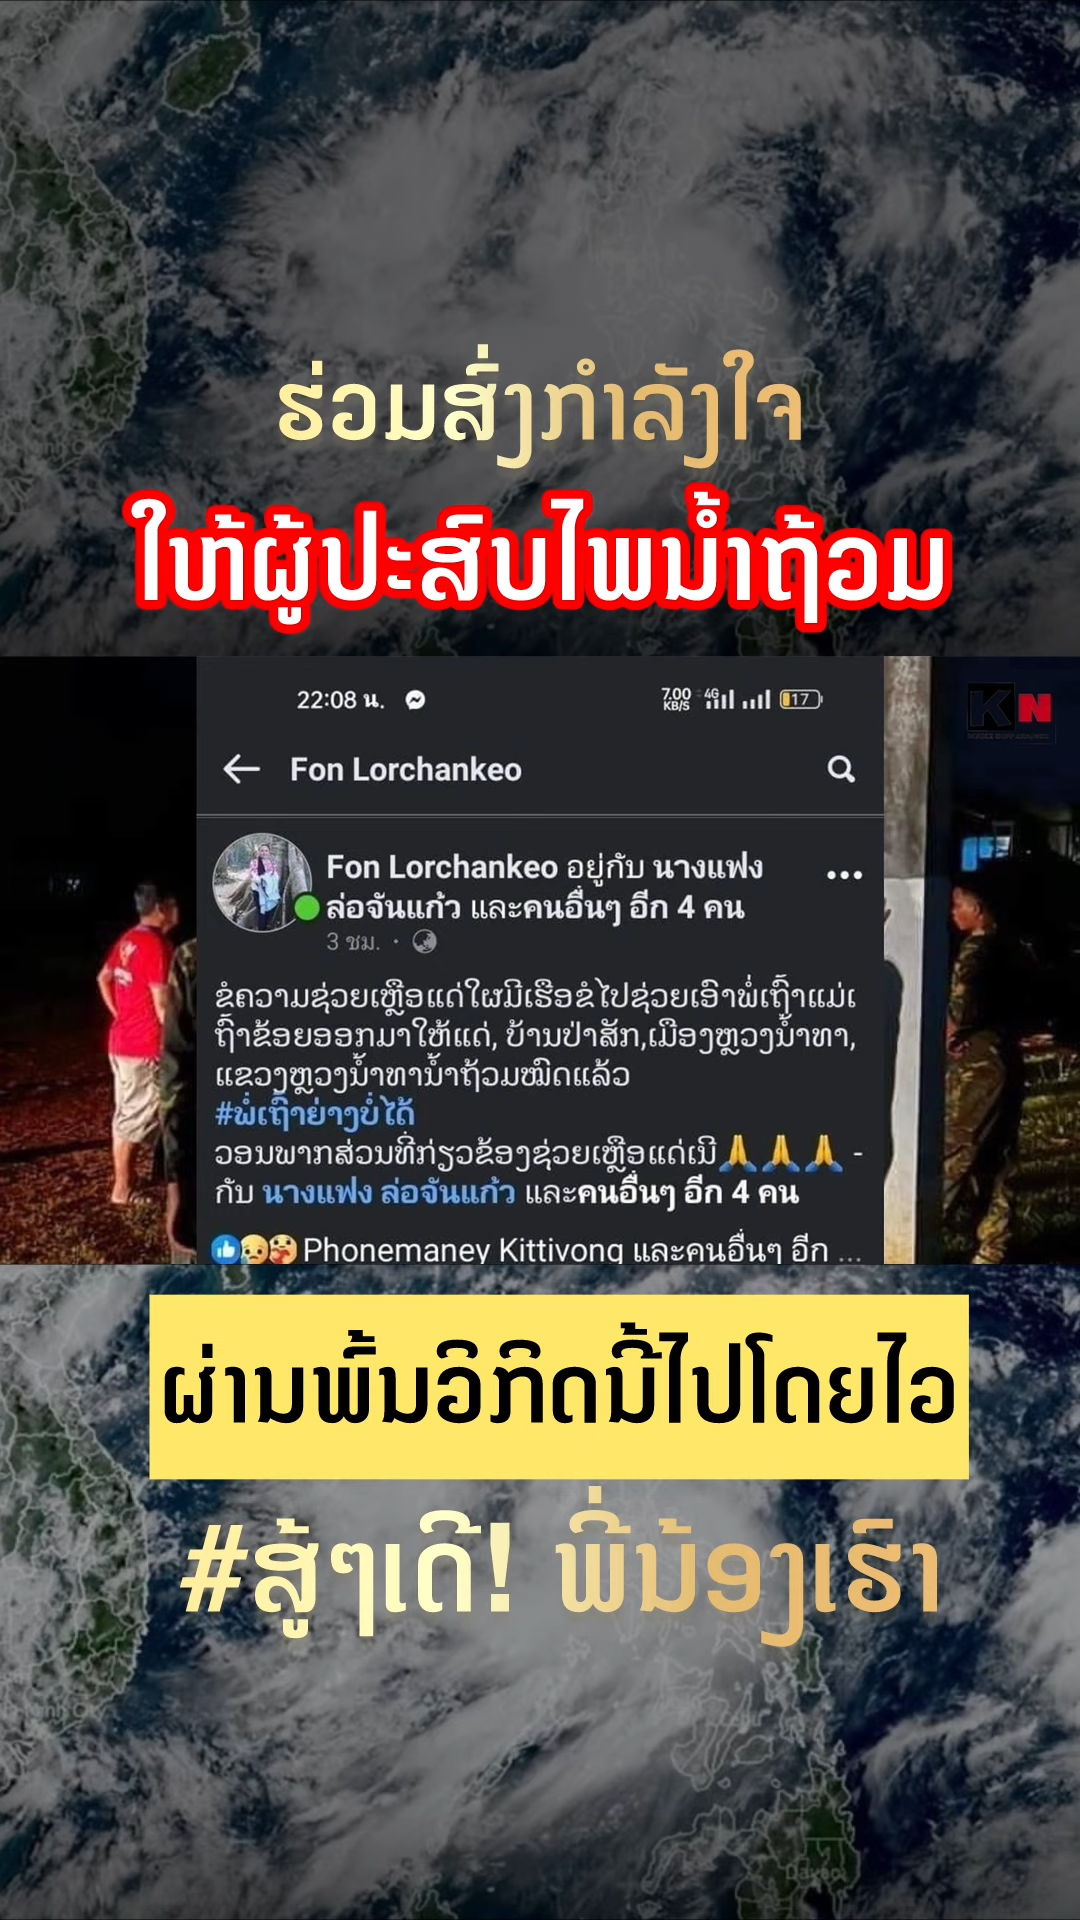 ຮ່ວມສົ່ງກຳລັງໃຈ
ໃຫ້ຜູ້ປະສົບໄພນ້ຳຖ້ອມ
22:08 น.
7.00 KB/S 4G 17
KN
Fon Lorchankeo
Fon Lorchankeo อยู่กับ นางแฟง
ล่อจันแก้ว และคนอื่นๆ อีก 4 คน
3 ชม. ·
ຂໍຄວາມຊ່ວຍເຫຼືອແດ່ໃຜມີເຮືອຂໍໄປຊ່ວຍເອົາພໍ່ເຖົ້າແມ່ເ
ຖົ້າຂ້ອຍອອກມາໃຫ້ແດ່, ບ້ານປ່າສັກ,ເມືອງຫຼວງນ້ຳທາ,
ແຂວງຫຼວງນ້ຳທານ້ຳຖ້ວມໝົດແລ້ວ
#ພໍ່ເຖົ້າຍ່າງບໍ່ໄດ້
ວອນພາກສ່ວນທີ່ກ່ຽວຂ້ອງຊ່ວຍເຫຼືອແດ່ເນີ🙏🙏🙏 -
กับ นางแฟง ล่อจันแก้ว และคนอื่นๆ อีก 4 คน
Phonemaney Kittivong และคนอื่นๆ อีก ...
ຜ່ານພົ້ນວິກິດນີ້ໄປໂດຍໄວ
#ສູ້ໆເດີ! ພີ່ນ້ອງເຮົາ
Davao